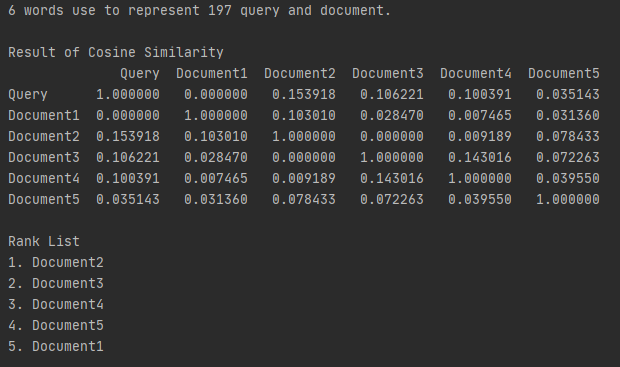 6 words use to represent 197 query and document.
Result of Cosine Similarity
Query Document1 Document2 Document3 Document4 Document5
Query 1.000000 0.000000 0.153918 0.106221 0.100391 0.035143
Document1 0.000000 1.000000 0.103010 0.028470 0.007465 0.031360
Document2 0.153918 0.103010 1.000000 0.000000 0.009189 0.078433
Document3 0.106221 0.028470 0.000000 1.000000 0.143016 0.072263
Document4 0.100391 0.007465 0.009189 0.143016 1.000000 0.039550
Document5 0.035143 0.031360 0.078433 0.072263 0.039550 1.000000
Rank List
1. Document2
2. Document3
3. Document4
4. Document5
5. Document1